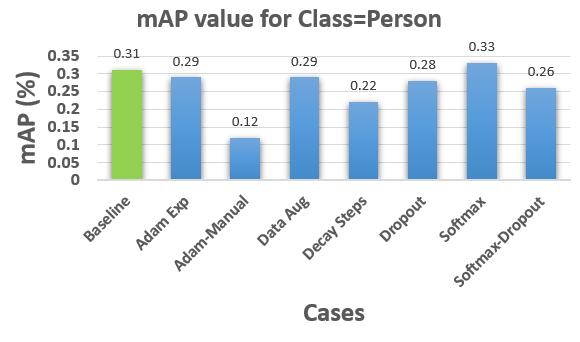 mAP value for Class=Person
mAP (%)
0.35
0.3
0.25
0.2
0.15
0.1
0.05
0
0.31
0.29
0.12
0.29
0.22
0.28
0.33
0.26
Baseline
Adam Exp
Adam-Manual
Data Aug
Decay Steps
Dropout
Softmax
Softmax-Dropout
Cases